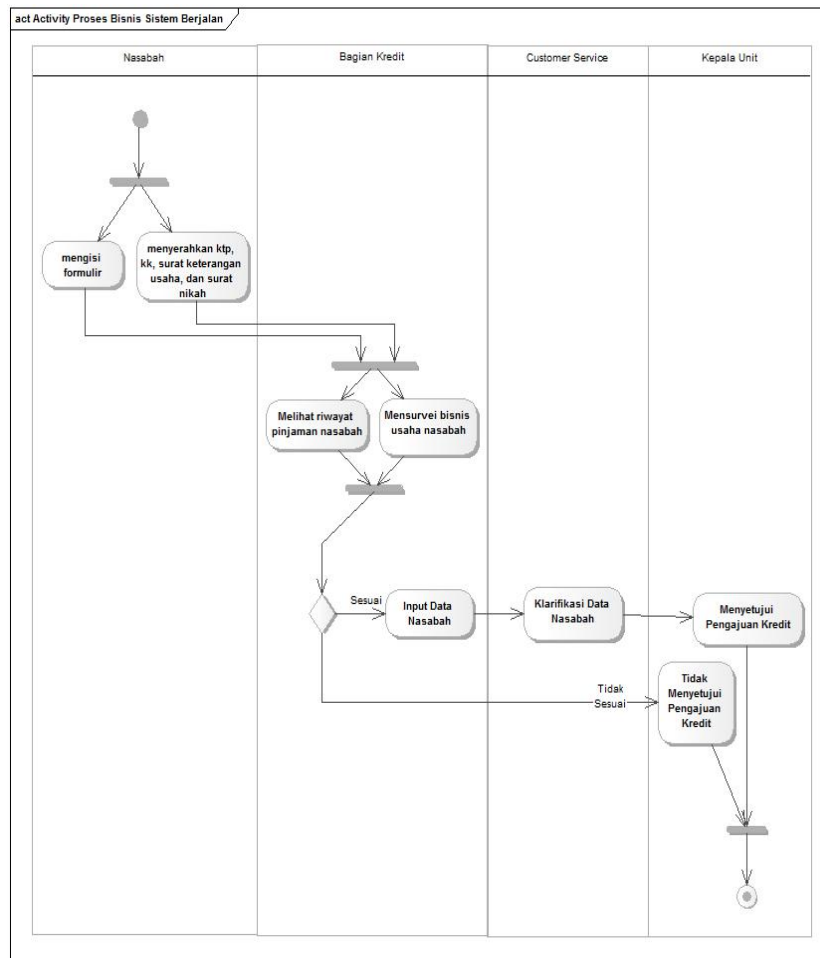 act Activity Proses Bisnis Sistem Berjalan
Nasabah
Bagian Kredit
Customer Service
Kepala Unit
mengisi
formulir
menyerahkan ktp,
kk, surat keterangan
usaha, dan surat
nikah
Melihat riwayat
pinjaman nasabah
Mensurvei bisnis
usaha nasabah
Sesuai
Input Data
Nasabah
Klarifikasi Data
Nasabah
Menyetujui
Pengajuan Kredit
Tidak
Sesuai
Tidak
Menyetujui
Pengajuan
Kredit